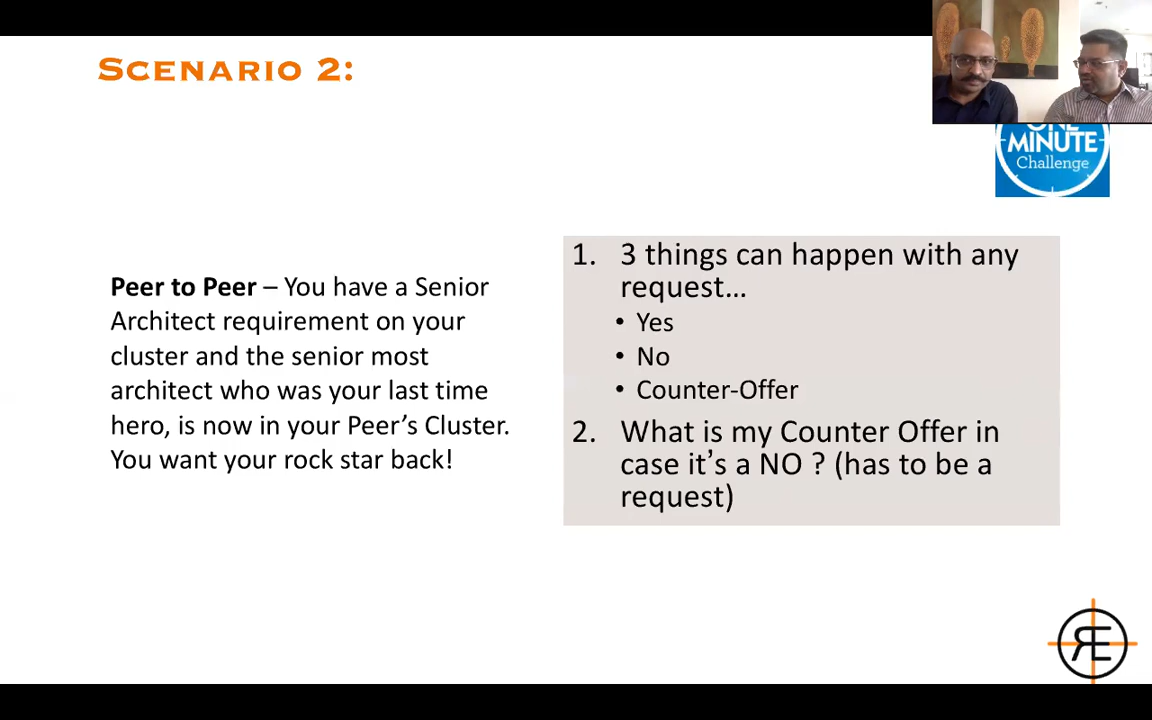 SCENARIO 2:
ONE
MINUTE
Challenge
Peer to Peer – You have a Senior
Architect requirement on your
cluster and the senior most
architect who was your last time
hero, is now in your Peer's Cluster.
You want your rock star back!
1. 3 things can happen with any
request...
• Yes
• No
• Counter-Offer
2. What is my Counter Offer in
case it's a NO ? (has to be a
request)
RE